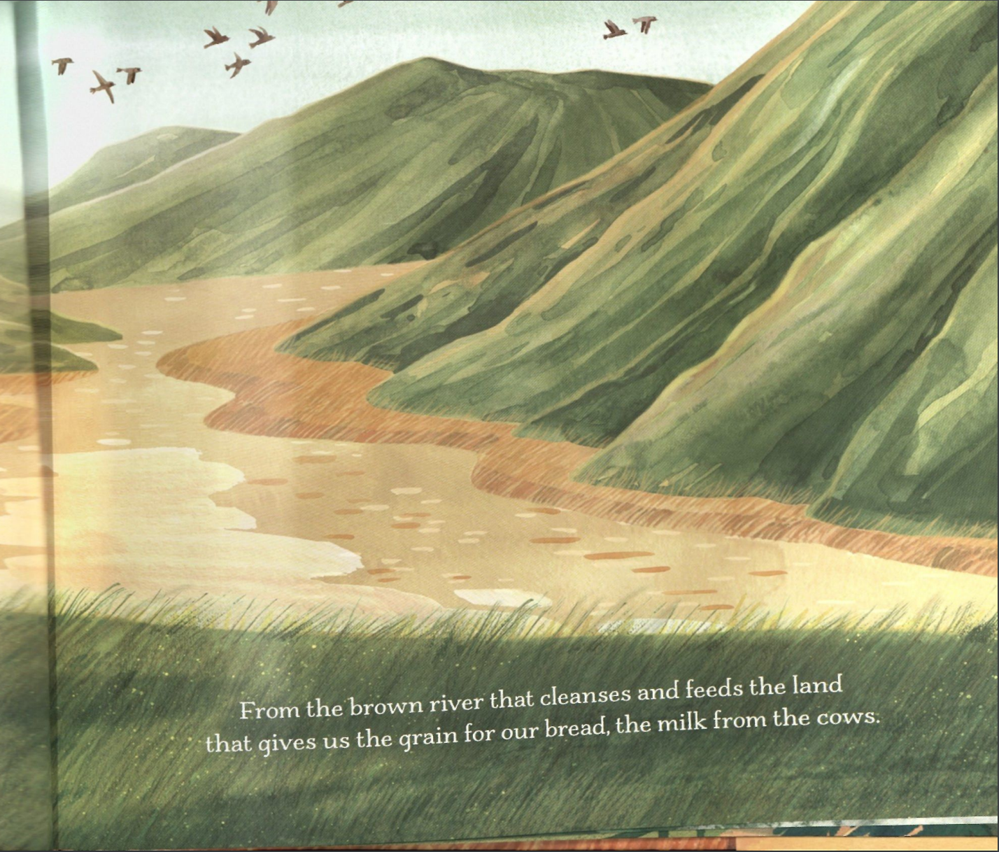 From the brown river that cleanses and feeds the land
that gives us the grain for our bread, the milk from the cows.